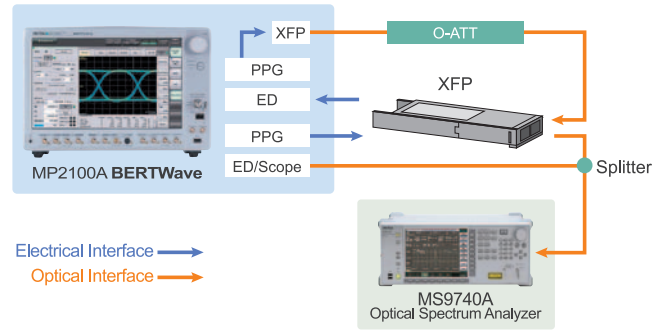 XFP
O-ATT
PPG
XFP
ED
PPG
MP2100A BERTWave
ED/Scope
Splitter
Electrical Interface
Optical Interface
MS9740A
Optical Spectrum Analyzer